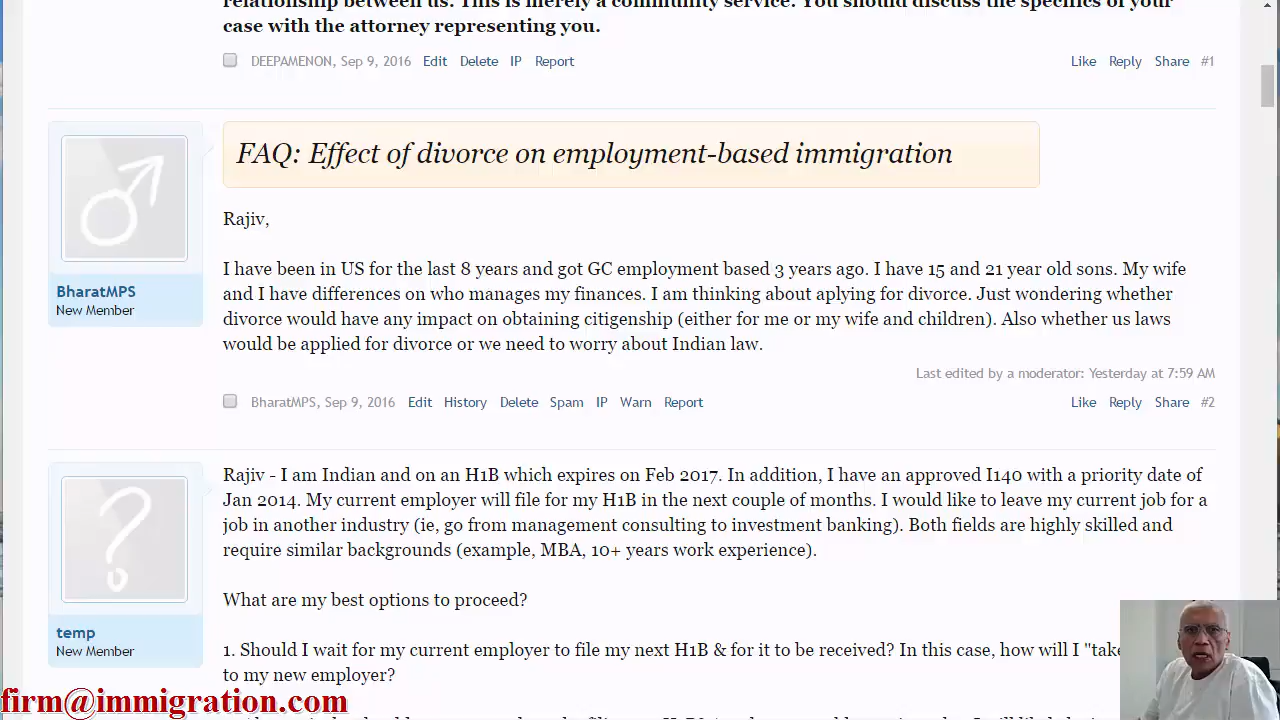 relationship between us. This is merely a community service. You should discuss the specifics of your
case with the attorney representing you.
DEEPAMENON, Sep 9, 2016 Edit Delete IP Report Like Reply Share #1
FAQ: Effect of divorce on employment-based immigration
Rajiv,
I have been in US for the last 8 years and got GC employment based 3 years ago. I have 15 and 21 year old sons. My wife
and I have differences on who manages my finances. I am thinking about aplying for divorce. Just wondering whether
divorce would have any impact on obtaining citigenship (either for me or my wife and children). Also whether us laws
would be applied for divorce or we need to worry about Indian law.
BharatMPS
New Member
Last edited by a moderator: Yesterday at 7:59 AM
BharatMPS, Sep 9, 2016 Edit History Delete Spam IP Warn Report Like Reply Share #2
Rajiv - I am Indian and on an H1B which expires on Feb 2017. In addition, I have an approved I140 with a priority date of
Jan 2014. My current employer will file for my H1B in the next couple of months. I would like to leave my current job for a
job in another industry (ie, go from management consulting to investment banking). Both fields are highly skilled and
require similar backgrounds (example, MBA, 10+ years work experience).
What are my best options to proceed?
temp
New Member
1. Should I wait for my current employer to file my next H1B & for it to be received? In this case, how will I "take
to my new employer?
firm@immigration.com